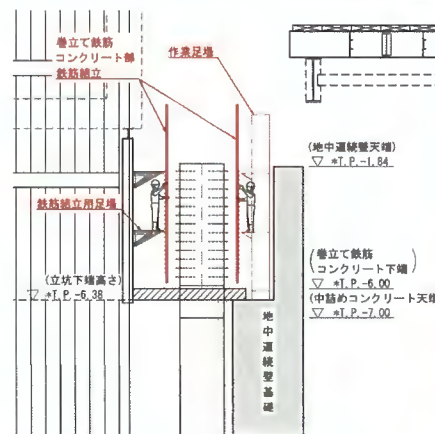 巻立て鉄筋
コンクリート部
鉄筋組立
作業足場
(地中連続壁天端)
▽ *T.P.-1.84
鉄筋組立用足場
(立坑下端高さ)
▽ *T.P.-6.38
(巻立て鉄筋
コンクリート下端)
▽ *T.P.-6.00
(中詰めコンクリート天端)
▽ *T.P.-7.00
地中連続壁基礎